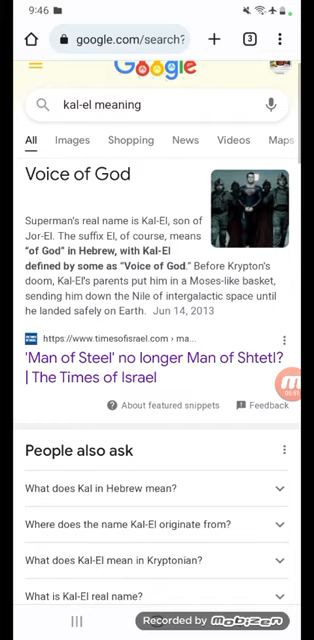 9:46
google.com/search?
3
Google
kal-el meaning
All Images Shopping News Videos Maps
Voice of God
Superman's real name is Kal-El, son of
Jor-El. The suffix El, of course, means
"of God" in Hebrew, with Kal-El
defined by some as "Voice of God." Before Krypton's
doom, Kal-El's parents put him in a Moses-like basket,
sending him down the Nile of intergalactic space until
he landed safely on Earth. Jun 14, 2013
https://www.timesofisrael.com › ma...
'Man of Steel' no longer Man of Shtetl?
| The Times of Israel
About featured snippets Feedback
People also ask
What does Kal in Hebrew mean?
Where does the name Kal-El originate from?
What does Kal-El mean in Kryptonian?
What is Kal-El real name?
Recorded by Mobizen